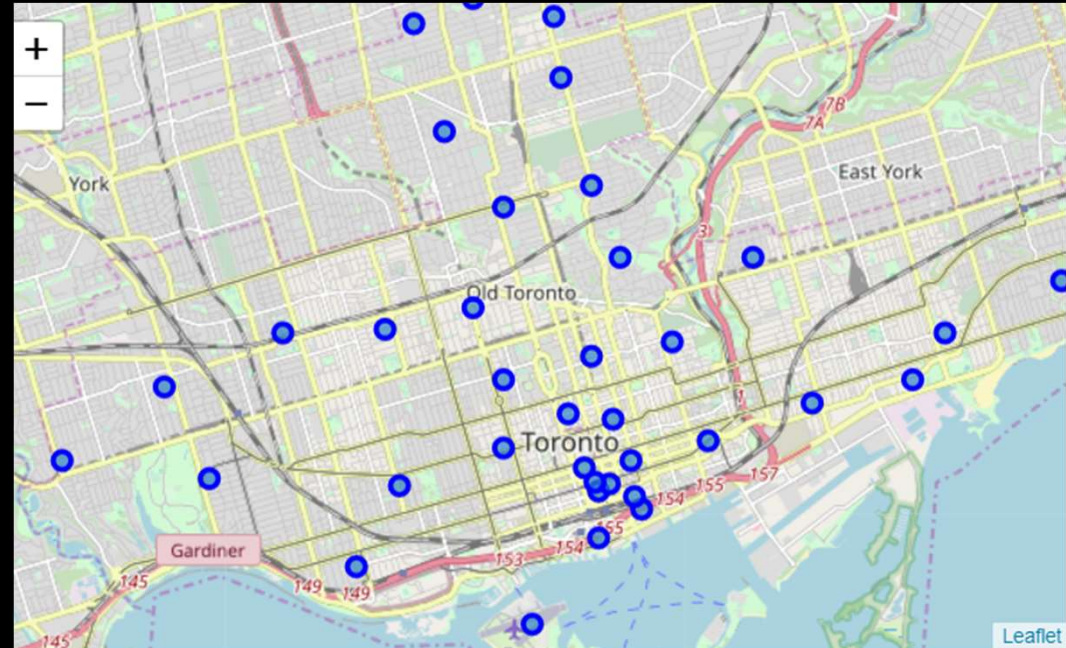 +
−
7B
7A
York
East York
3
Old Toronto
1
Toronto
157
155
154
155
154
153
Gardiner
149
149
145
145
Leaflet